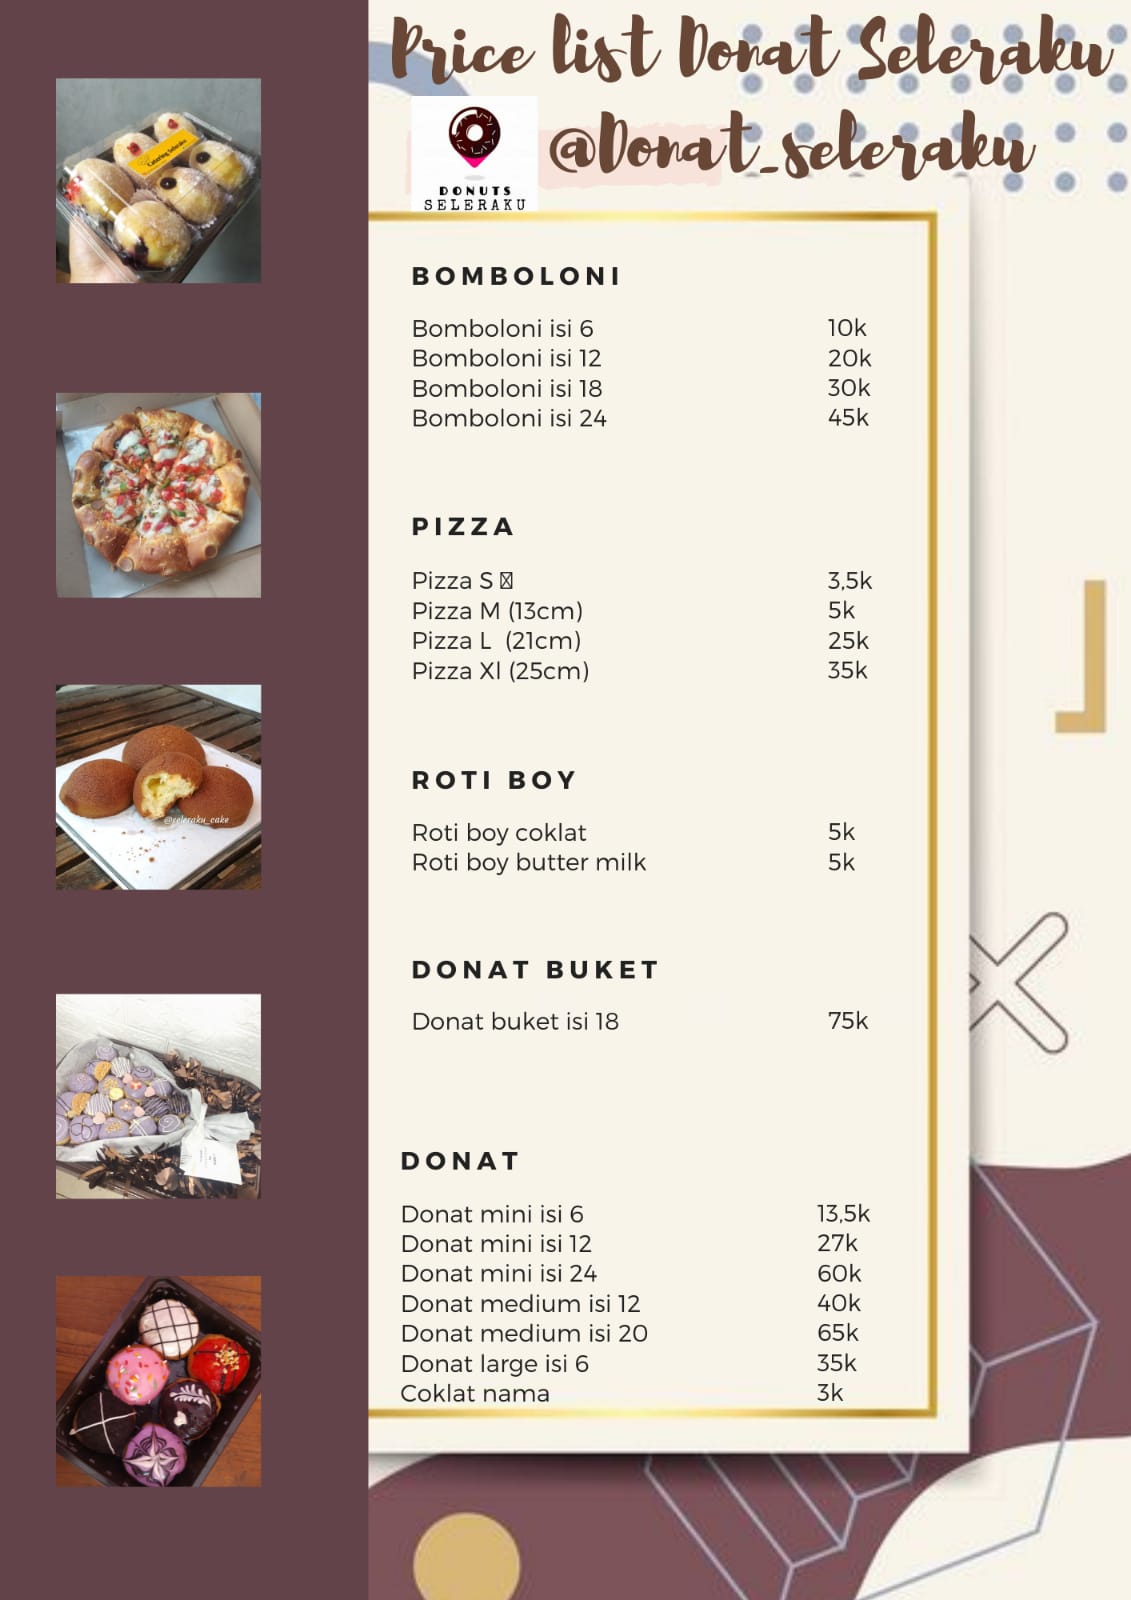 Price list Donat Seleraku
@Donat_seleraku
DONUTS
SELERAKU
BOMBOLONI
Bomboloni isi 6 10k
Bomboloni isi 12 20k
Bomboloni isi 18 30k
Bomboloni isi 24 45k
PIZZA
Pizza S 3,5k
Pizza M (13cm) 5k
Pizza L (21cm) 25k
Pizza Xl (25cm) 35k
ROTI BOY
Roti boy coklat 5k
Roti boy butter milk 5k
DONAT BUKET
Donat buket isi 18 75k
DONAT
Donat mini isi 6 13,5k
Donat mini isi 12 27k
Donat mini isi 24 60k
Donat medium isi 12 40k
Donat medium isi 20 65k
Donat large isi 6 35k
Coklat nama 3k
Catering Seleraku
@seleraku_cake